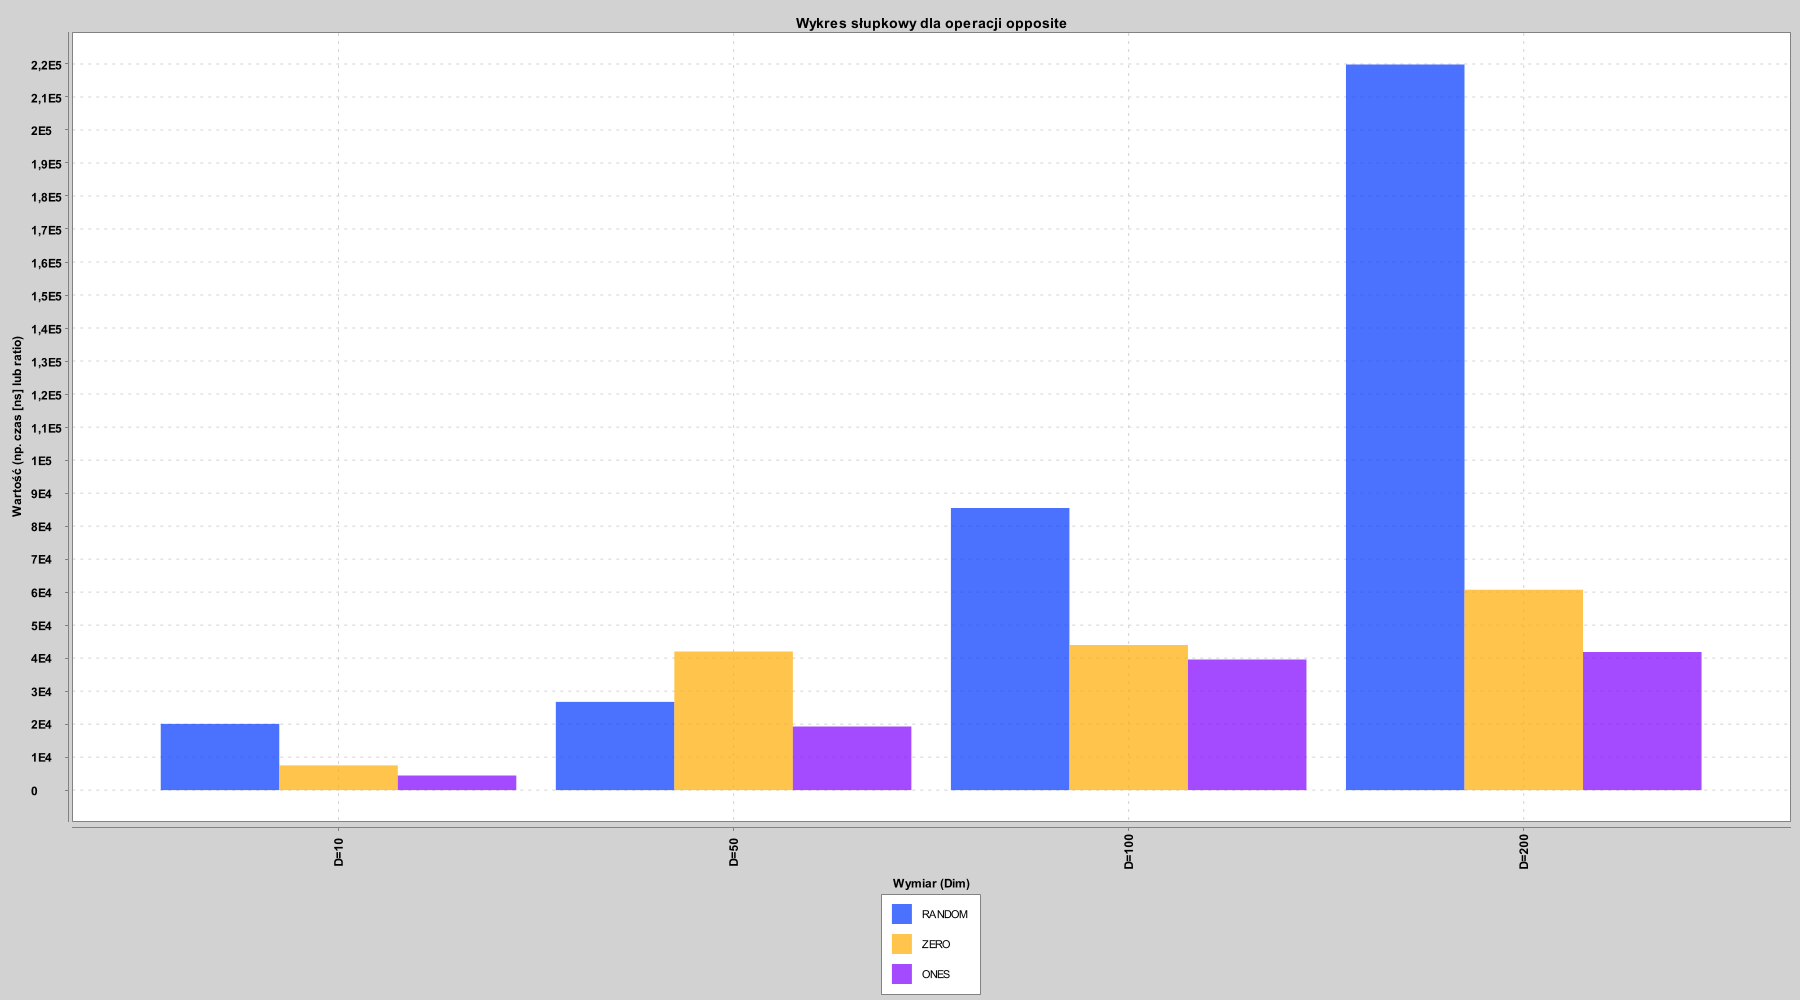 Wykres słupkowy dla operacji opposite
Wartość (np. czas [ns] lub ratio)
2,2E5
2,1E5
2E5
1,9E5
1,8E5
1,7E5
1,6E5
1,5E5
1,4E5
1,3E5
1,2E5
1,1E5
1E5
9E4
8E4
7E4
6E4
5E4
4E4
3E4
2E4
1E4
0
D=10
D=50
D=100
D=200
Wymiar (Dim)
RANDOM
ZERO
ONES